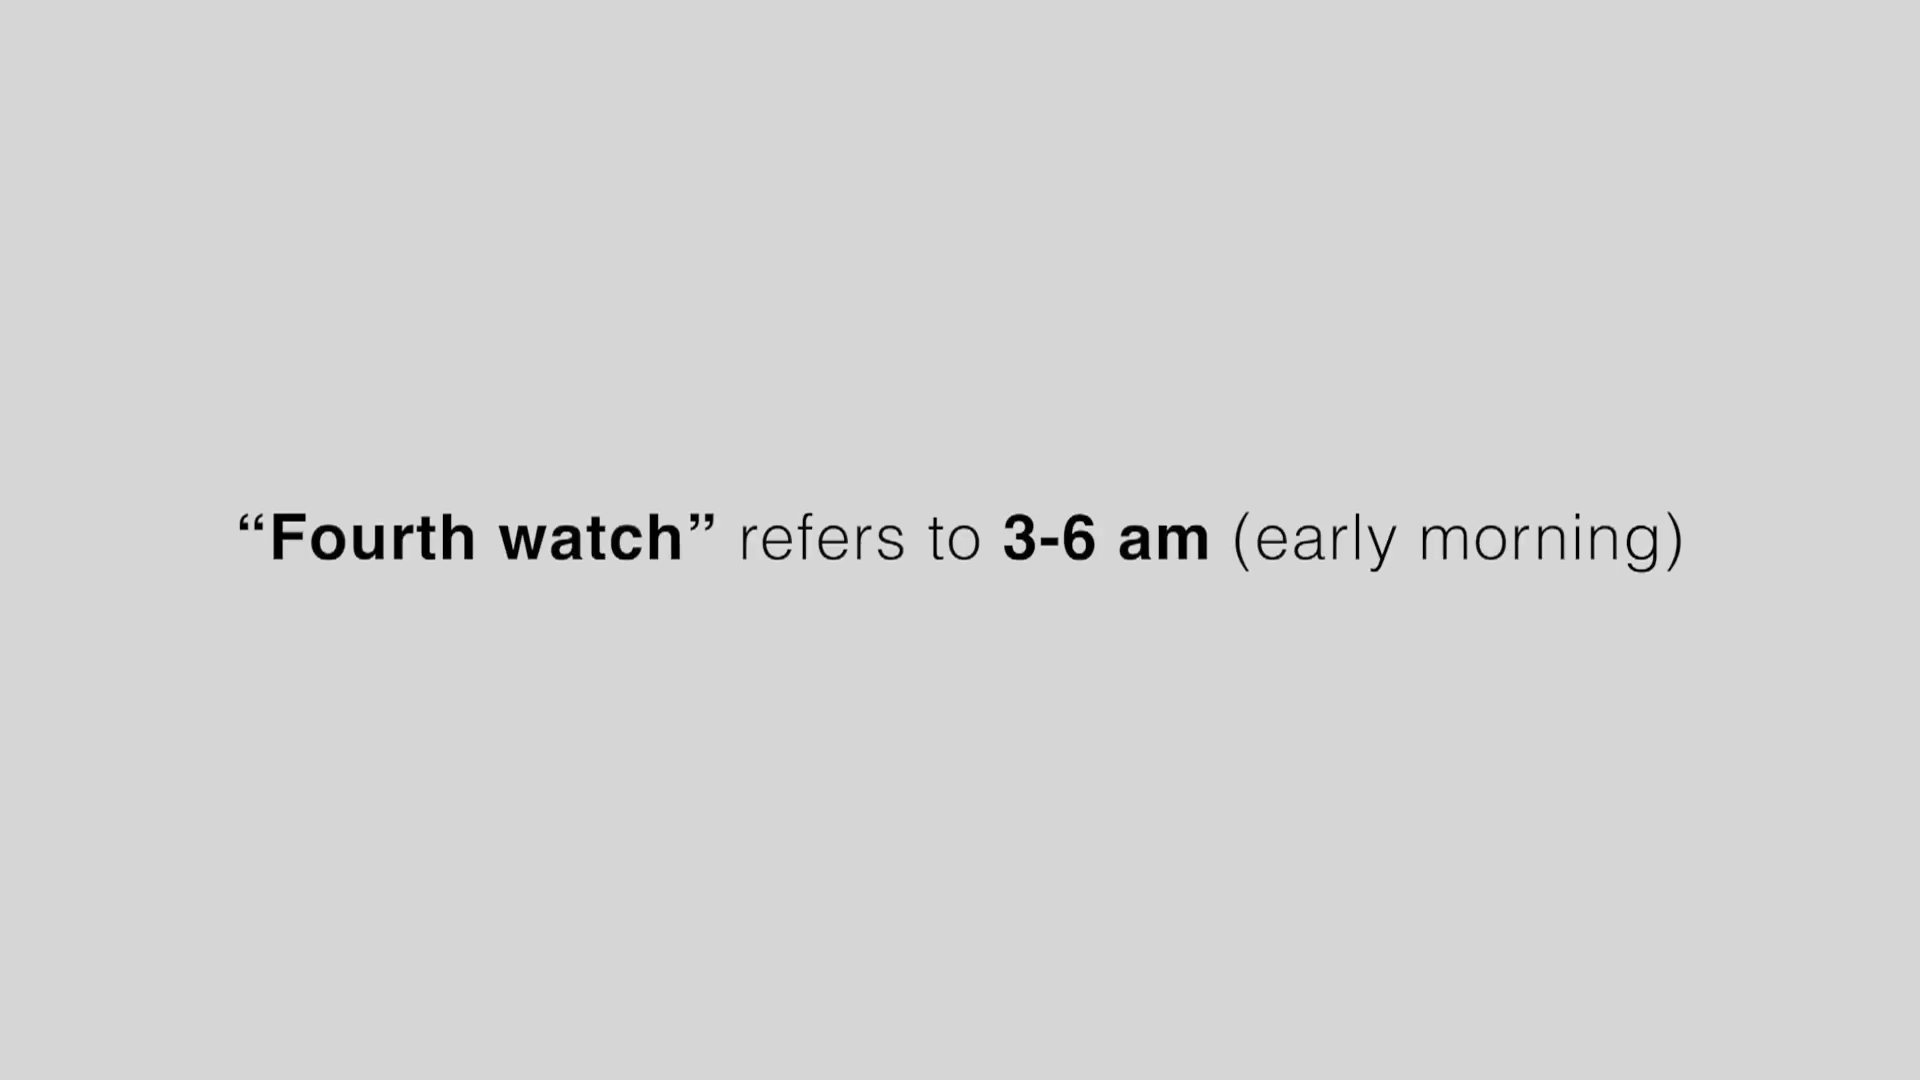 “Fourth watch” refers to 3-6 am (early morning)